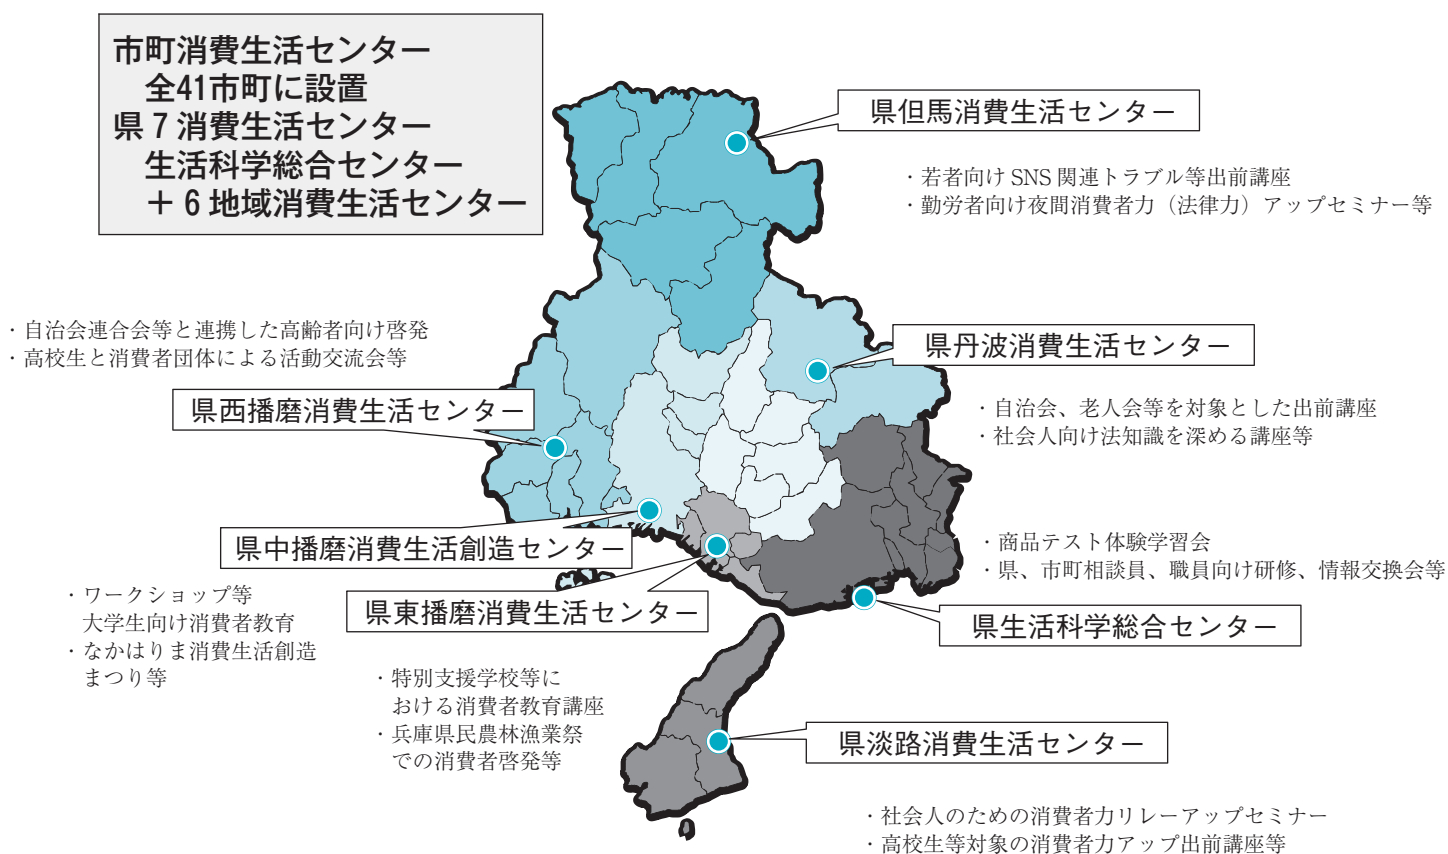 市町消費生活センター
全41市町に設置
県7消費生活センター
生活科学総合センター
＋6地域消費生活センター
県但馬消費生活センター
・若者向け SNS 関連トラブル等出前講座
・勤労者向け夜間消費者力（法律力）アップセミナー等
・自治会連合会等と連携した高齢者向け啓発
・高校生と消費者団体による活動交流会等
県西播磨消費生活センター
県丹波消費生活センター
・自治会、老人会等を対象とした出前講座
・社会人向け法知識を深める講座等
県中播磨消費生活創造センター
・ワークショップ等
大学生向け消費者教育
・なかはりま消費生活創造
まつり等
県東播磨消費生活センター
・特別支援学校等に
おける消費者教育講座
・兵庫県民農林漁業祭
での消費者啓発等
・商品テスト体験学習会
・県、市町相談員、職員向け研修、情報交換会等
県生活科学総合センター
県淡路消費生活センター
・社会人のための消費者力リレーアップセミナー
・高校生等対象の消費者力アップ出前講座等